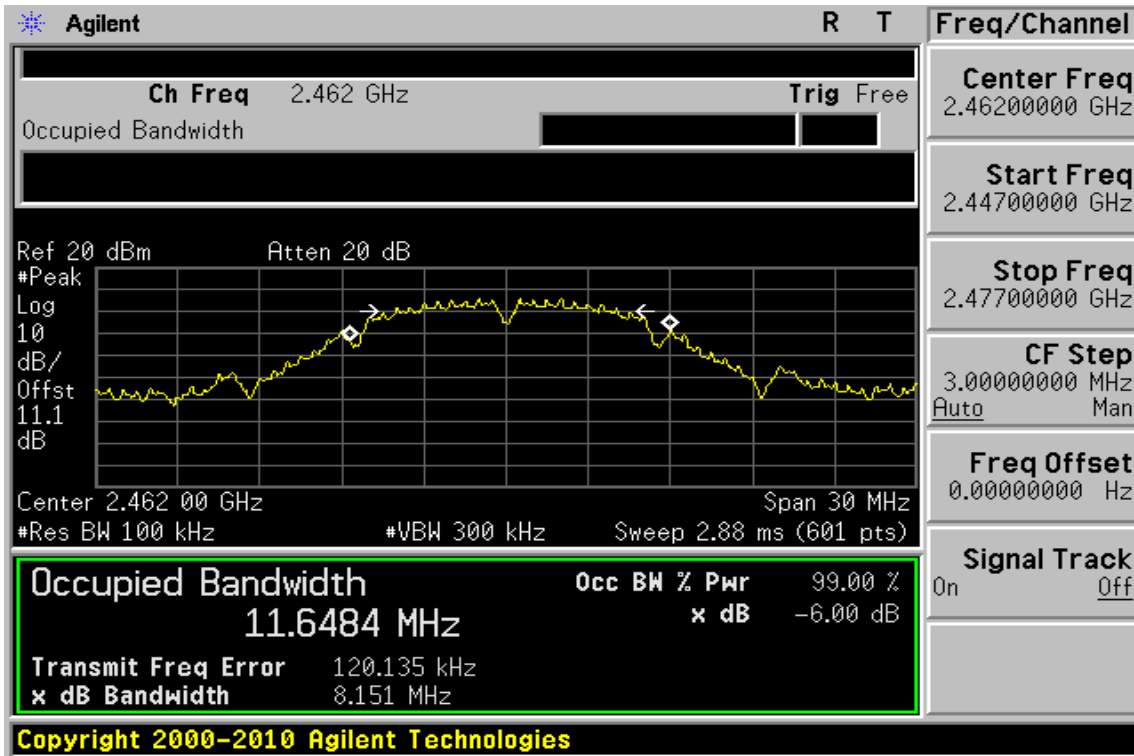 Agilent R T
Ch Freq 2.462 GHz Trig Free
Occupied Bandwidth
Ref 20 dBm Atten 20 dB
#Peak
Log
10
dB/
Offst
11.1
dB
Center 2.462 00 GHz Span 30 MHz
#Res BW 100 kHz #VBW 300 kHz Sweep 2.88 ms (601 pts)
Occupied Bandwidth
11.6484 MHz
Occ BW % Pwr 99.00 %
x dB -6.00 dB
Transmit Freq Error 120.135 kHz
x dB Bandwidth 8.151 MHz
Copyright 2000-2010 Agilent Technologies
Freq/Channel
Center Freq
2.46200000 GHz
Start Freq
2.44700000 GHz
Stop Freq
2.47700000 GHz
CF Step
3.00000000 MHz
Auto Man
Freq Offset
0.00000000 Hz
Signal Track
On Off